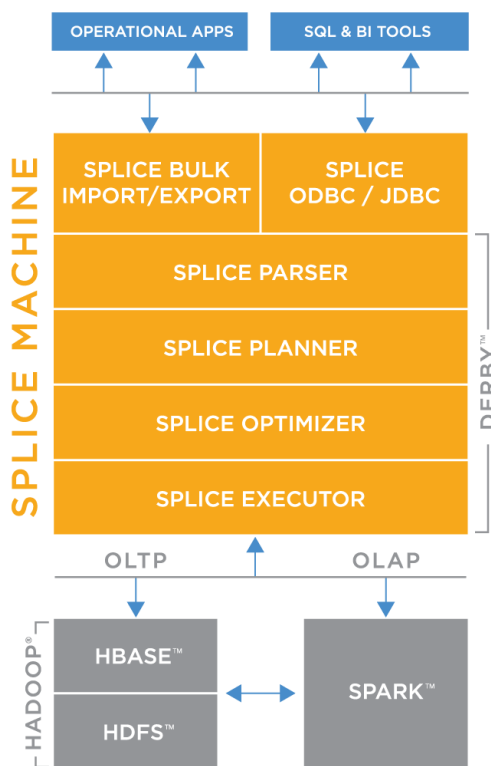 OPERATIONAL APPS
SQL & BI TOOLS
SPLICE MACHINE
SPLICE BULK
IMPORT/EXPORT
SPLICE
ODBC / JDBC
SPLICE PARSER
SPLICE PLANNER
SPLICE OPTIMIZER
SPLICE EXECUTOR
DERBY™
OLTP
OLAP
HADOOP®
HBASE™
HDFS™
SPARK™